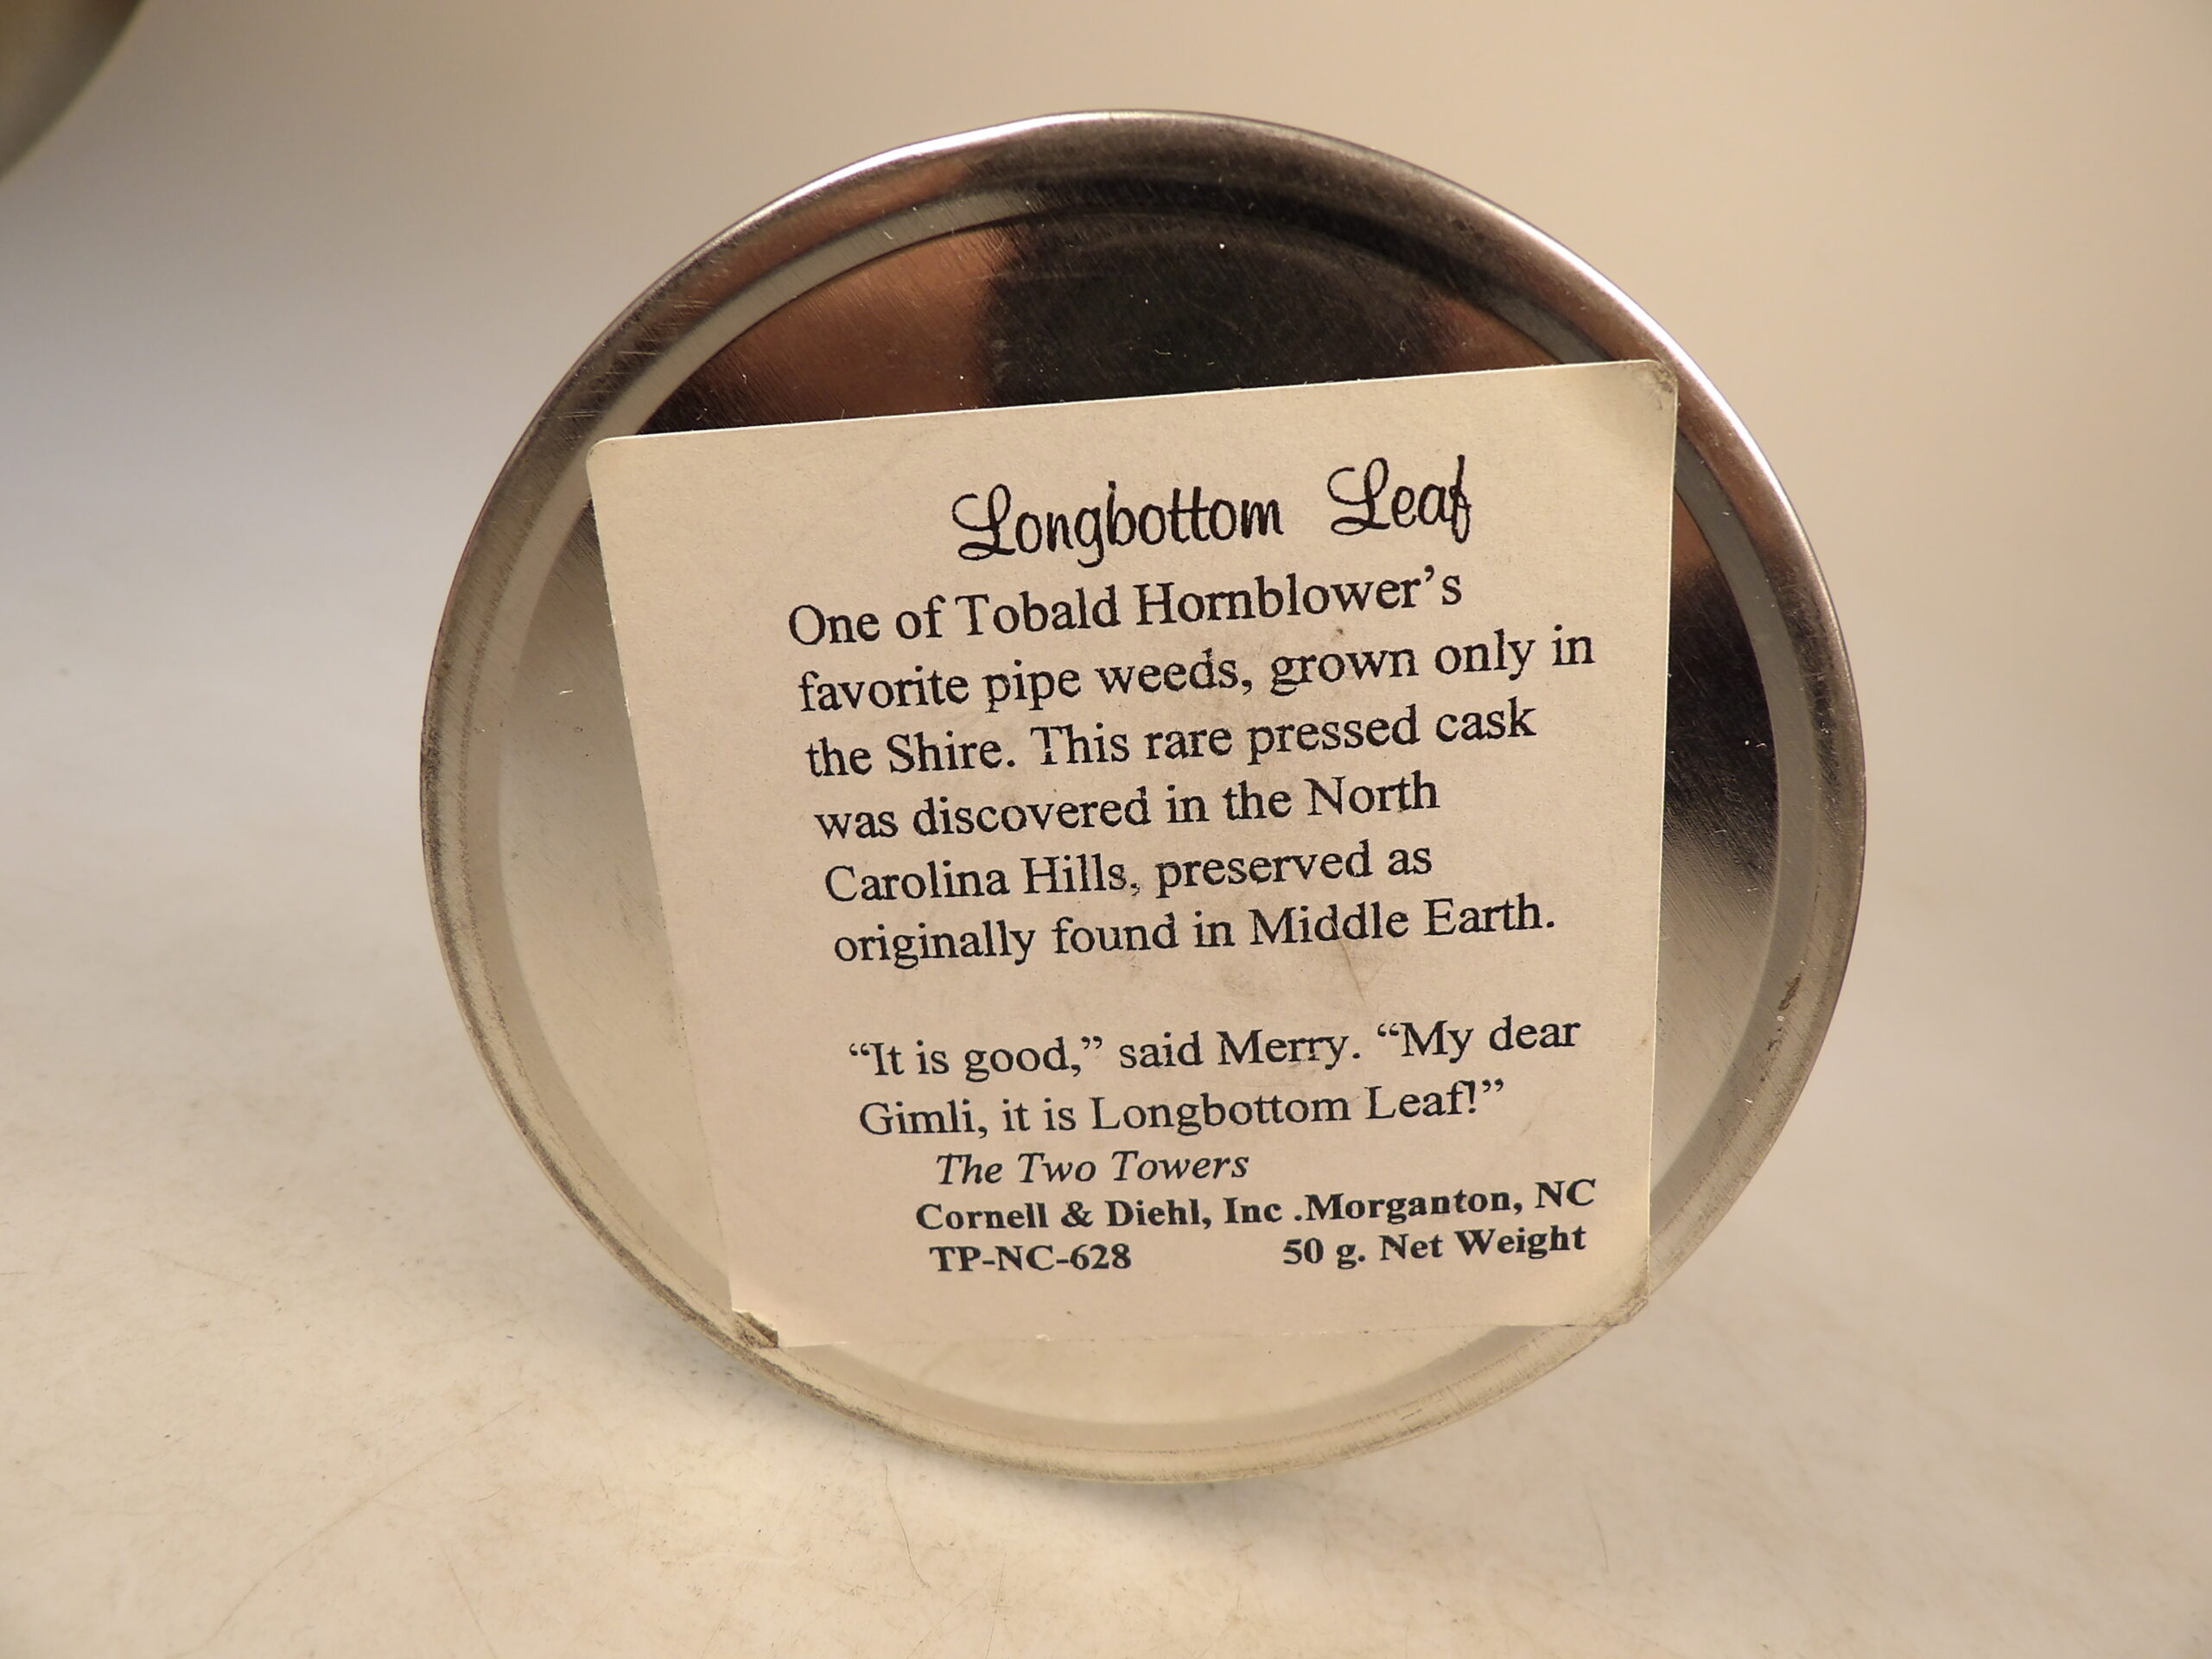 Longbottom Leaf
One of Tobald Hornblower's
favorite pipe weeds, grown only in
the Shire. This rare pressed cask
was discovered in the North
Carolina Hills, preserved as
originally found in Middle Earth.
“It is good,” said Merry. “My dear
Gimli, it is Longbottom Leaf!”
The Two Towers
Cornell & Diehl, Inc .Morganton, NC
TP-NC-628 50 g. Net Weight